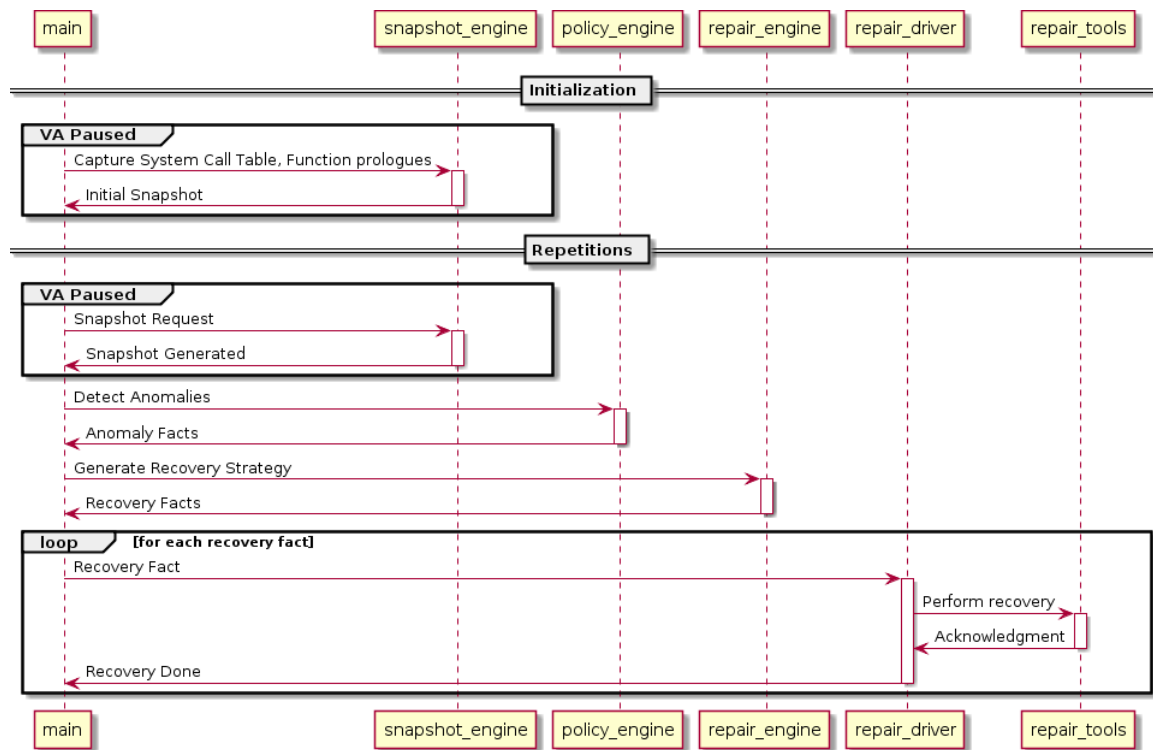 main snapshot_engine policy_engine repair_engine repair_driver repair_tools
Initialization
VA Paused
Capture System Call Table, Function prologues
Initial Snapshot
Repetitions
VA Paused
Snapshot Request
Snapshot Generated
Detect Anomalies
Anomaly Facts
Generate Recovery Strategy
Recovery Facts
loop [for each recovery fact]
Recovery Fact
Perform recovery
Acknowledgment
Recovery Done
main snapshot_engine policy_engine repair_engine repair_driver repair_tools